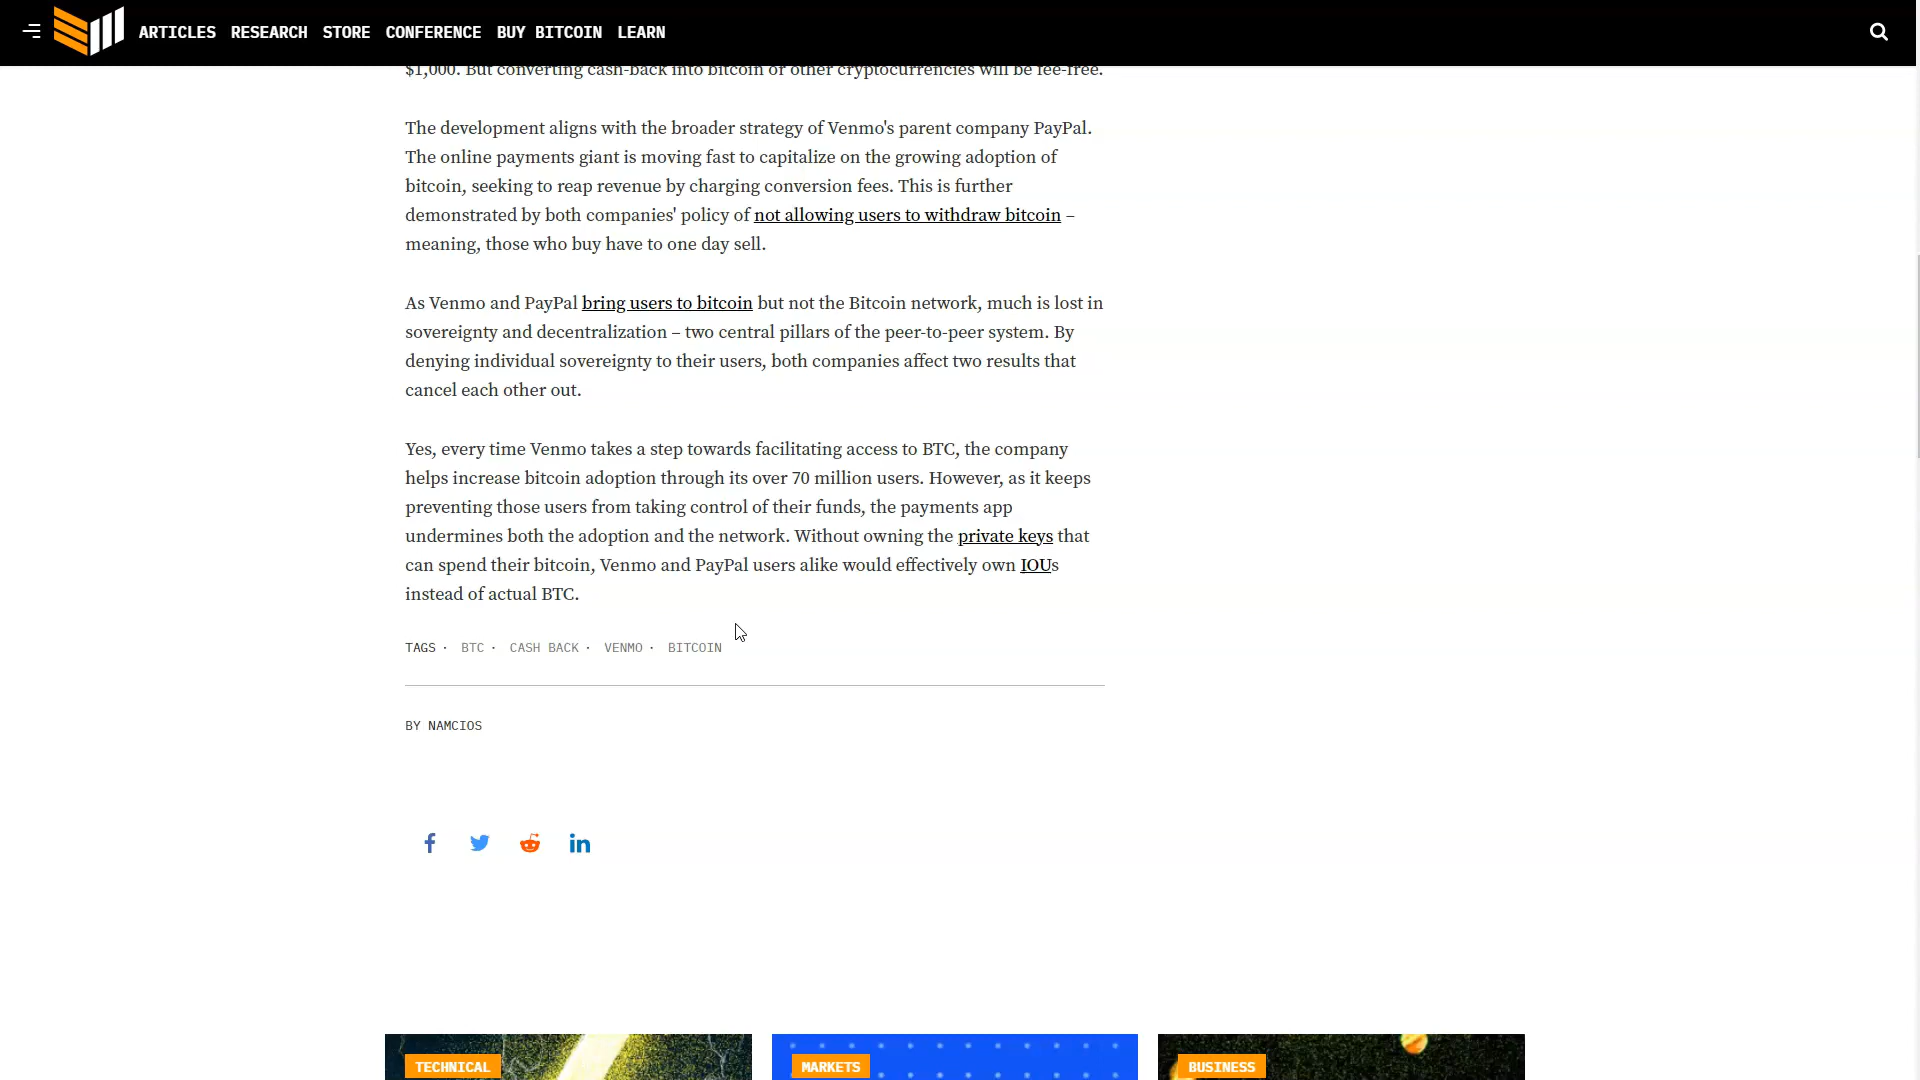 ARTICLES RESEARCH STORE CONFERENCE BUY BITCOIN LEARN
$1,000. But converting cash-back into bitcoin or other cryptocurrencies will be fee-free.
The development aligns with the broader strategy of Venmo's parent company PayPal.
The online payments giant is moving fast to capitalize on the growing adoption of
bitcoin, seeking to reap revenue by charging conversion fees. This is further
demonstrated by both companies' policy of not allowing users to withdraw bitcoin –
meaning, those who buy have to one day sell.
As Venmo and PayPal bring users to bitcoin but not the Bitcoin network, much is lost in
sovereignty and decentralization – two central pillars of the peer-to-peer system. By
denying individual sovereignty to their users, both companies affect two results that
cancel each other out.
Yes, every time Venmo takes a step towards facilitating access to BTC, the company
helps increase bitcoin adoption through its over 70 million users. However, as it keeps
preventing those users from taking control of their funds, the payments app
undermines both the adoption and the network. Without owning the private keys that
can spend their bitcoin, Venmo and PayPal users alike would effectively own IOUs
instead of actual BTC.
TAGS · BTC · CASH BACK · VENMO · BITCOIN
BY NAMCIOS
TECHNICAL MARKETS BUSINESS